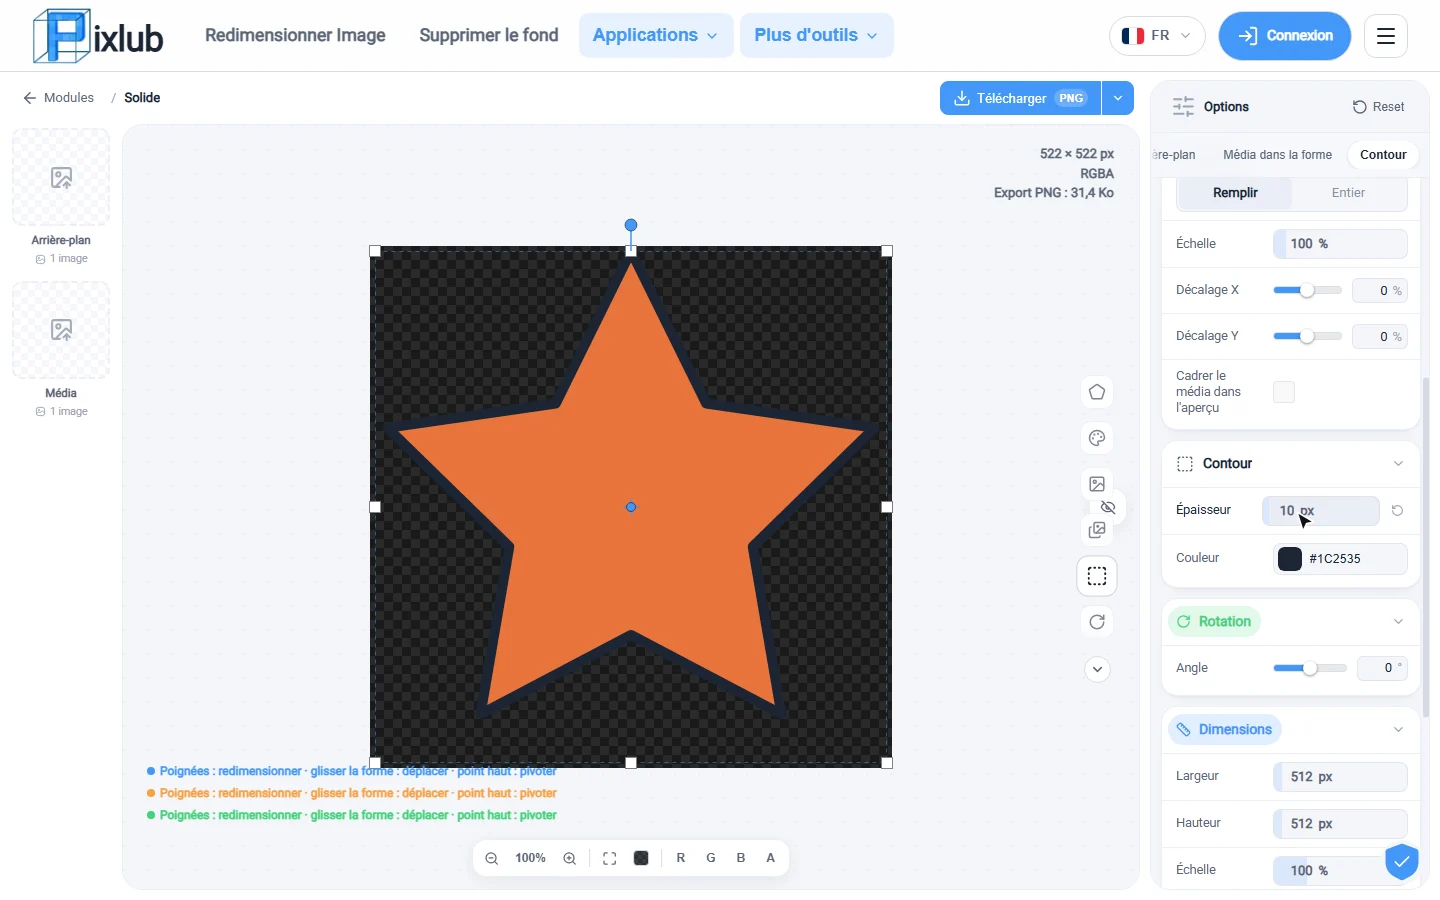 Pixlub
Redimensionner Image
Supprimer le fond
Applications
Plus d'outils
FR
Connexion
Modules / Solide
Télécharger PNG
Options
Reset
ère-plan
Média dans la forme
Contour
522 × 522 px
RGBA
Export PNG : 31,4 Ko
Arrière-plan
1 image
Média
1 image
Remplir
Entier
Échelle
100 %
Décalage X
0 %
Décalage Y
0 %
Cadrer le
média dans
l'aperçu
Contour
Épaisseur
10 px
Couleur
#1C2535
Rotation
Angle
0 °
Dimensions
Largeur
512 px
Hauteur
512 px
Échelle
100 %
Poignées : redimensionner · glisser la forme : déplacer · point haut : pivoter
Poignées : redimensionner · glisser la forme : déplacer · point haut : pivoter
Poignées : redimensionner · glisser la forme : déplacer · point haut : pivoter
100%
R
G
B
A